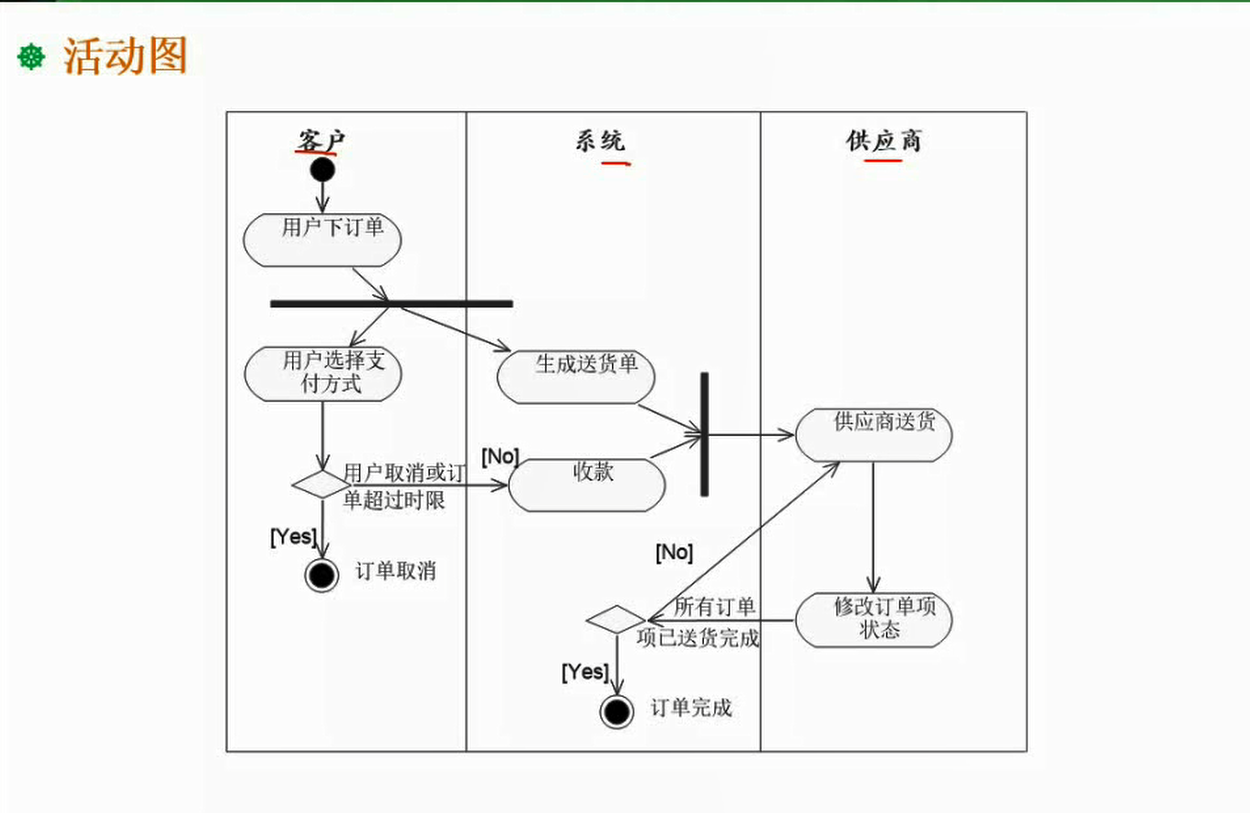 活动图
客户
系统
供应商
用户下订单
用户选择支
付方式
生成送货单
供应商送货
[No]
收款
用户取消或订
单超过时限
[Yes]
订单取消
[No]
所有订单
项已送货完成
修改订单项
状态
[Yes]
订单完成